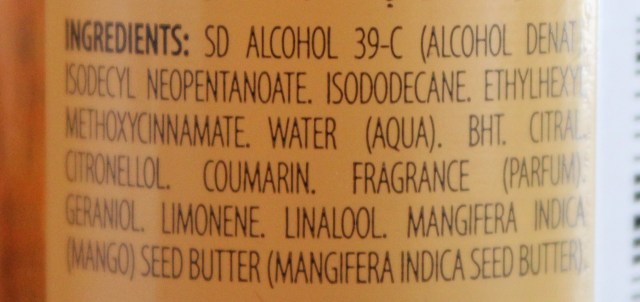 INGREDIENTS: SD ALCOHOL 39-C (ALCOHOL DENAT.
ISODECYL NEOPENTANOATE. ISODODECANE. ETHYLHEXYL
METHOXYCINNAMATE. WATER (AQUA). BHT. CITRAL.
CITRONELLOL. COUMARIN. FRAGRANCE (PARFUM).
GERANIOL. LIMONENE. LINALOOL. MANGIFERA INDICA
(MANGO) SEED BUTTER (MANGIFERA INDICA SEED BUTTER).